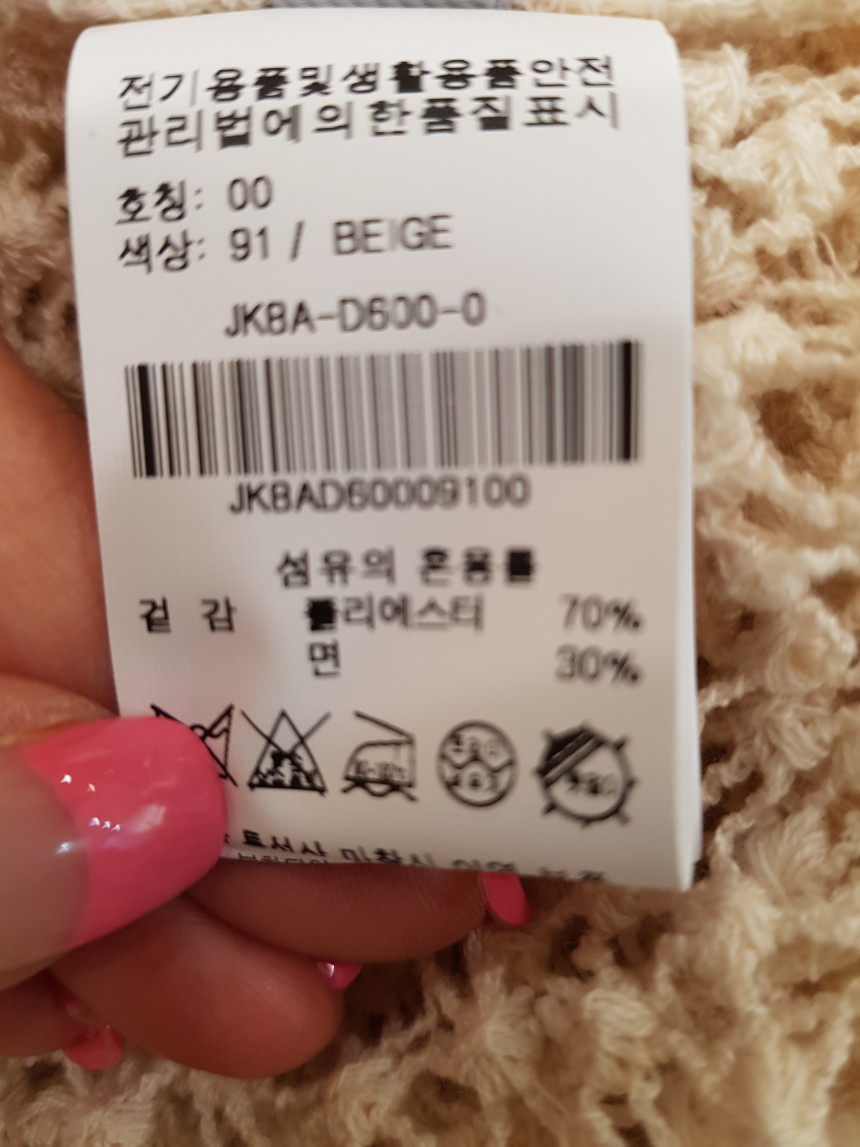 전기용품및생활용품안전
관리법에의한품질표시
호칭: 00
색상: 91 / BEIGE
JK8A-D600-0
JK8AD60009100
섬유의 혼용률
겉 감 폴리에스터 70%
면 30%